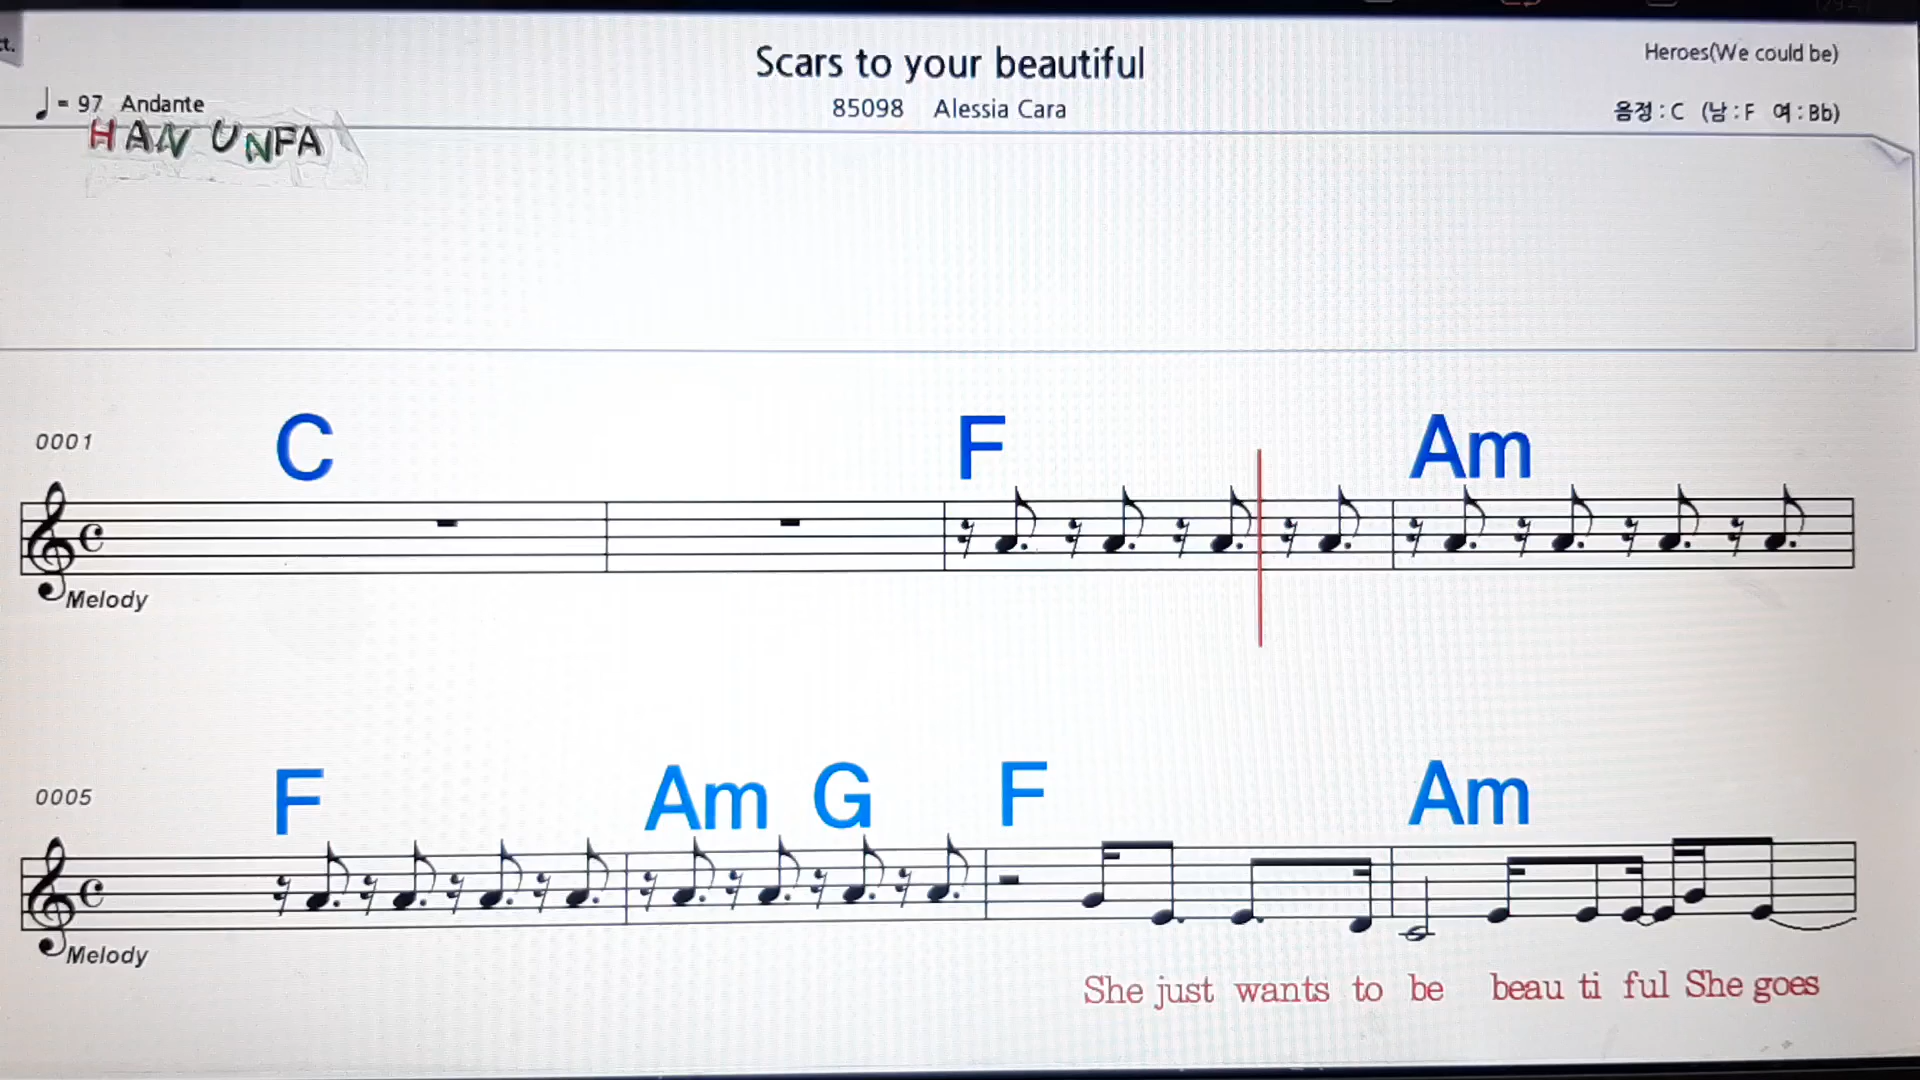 ct.
Scars to your beautiful
Heroes(We could be)
= 97 Andante
85098 Alessia Cara
음정 : C (남 : F 여 : Bb)
HAN UNFA
C F Am
0001
Melody
F Am G F Am
0005
Melody
She just wants to be beau ti ful She goes